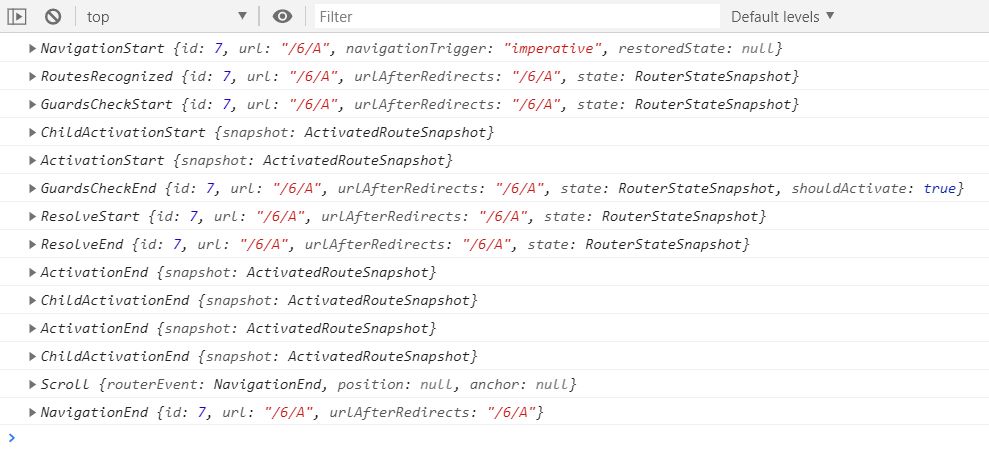 top Filter Default levels
NavigationStart {id: 7, url: "/6/A", navigationTrigger: "imperative", restoredState: null}
RoutesRecognized {id: 7, url: "/6/A", urlAfterRedirects: "/6/A", state: RouterStateSnapshot}
GuardsCheckStart {id: 7, url: "/6/A", urlAfterRedirects: "/6/A", state: RouterStateSnapshot}
ChildActivationStart {snapshot: ActivatedRouteSnapshot}
ActivationStart {snapshot: ActivatedRouteSnapshot}
GuardsCheckEnd {id: 7, url: "/6/A", urlAfterRedirects: "/6/A", state: RouterStateSnapshot, shouldActivate: true}
ResolveStart {id: 7, url: "/6/A", urlAfterRedirects: "/6/A", state: RouterStateSnapshot}
ResolveEnd {id: 7, url: "/6/A", urlAfterRedirects: "/6/A", state: RouterStateSnapshot}
ActivationEnd {snapshot: ActivatedRouteSnapshot}
ChildActivationEnd {snapshot: ActivatedRouteSnapshot}
ActivationEnd {snapshot: ActivatedRouteSnapshot}
ChildActivationEnd {snapshot: ActivatedRouteSnapshot}
Scroll {routerEvent: NavigationEnd, position: null, anchor: null}
NavigationEnd {id: 7, url: "/6/A", urlAfterRedirects: "/6/A"}